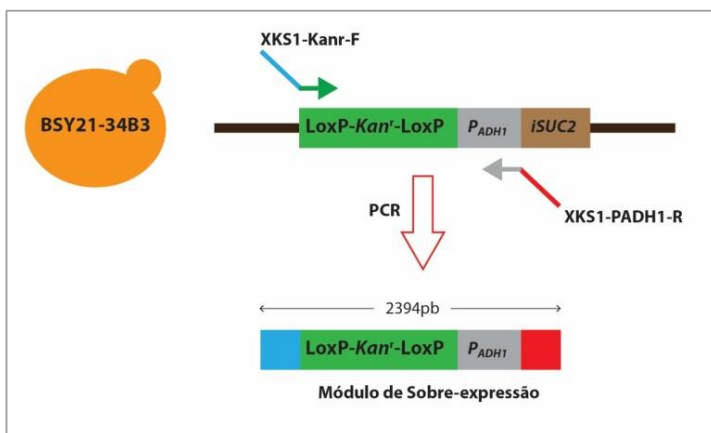 XKS1-Kanr-F
BSY21-34B3
LoxP-Kanʳ-LoxP PADH1 iSUC2
PCR
XKS1-PADH1-R
2394pb
LoxP-Kanʳ-LoxP PADH1
Módulo de Sobre-expressão